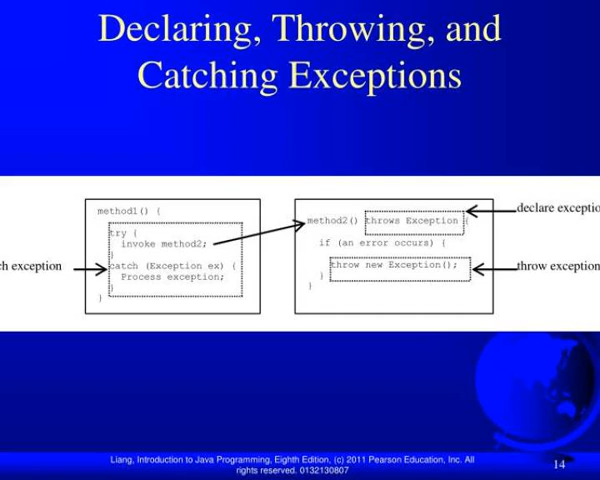 Declaring, Throwing, and
Catching Exceptions
method1() {
try {
invoke method2;
}
catch (Exception ex) {
Process exception;
}
}
ch exception
method2() throws Exception {
if (an error occurs) {
throw new Exception();
}
}
declare exceptio
throw exception
Liang, Introduction to Java Programming, Eighth Edition, (c) 2011 Pearson Education, Inc. All
rights reserved. 0132130807
14